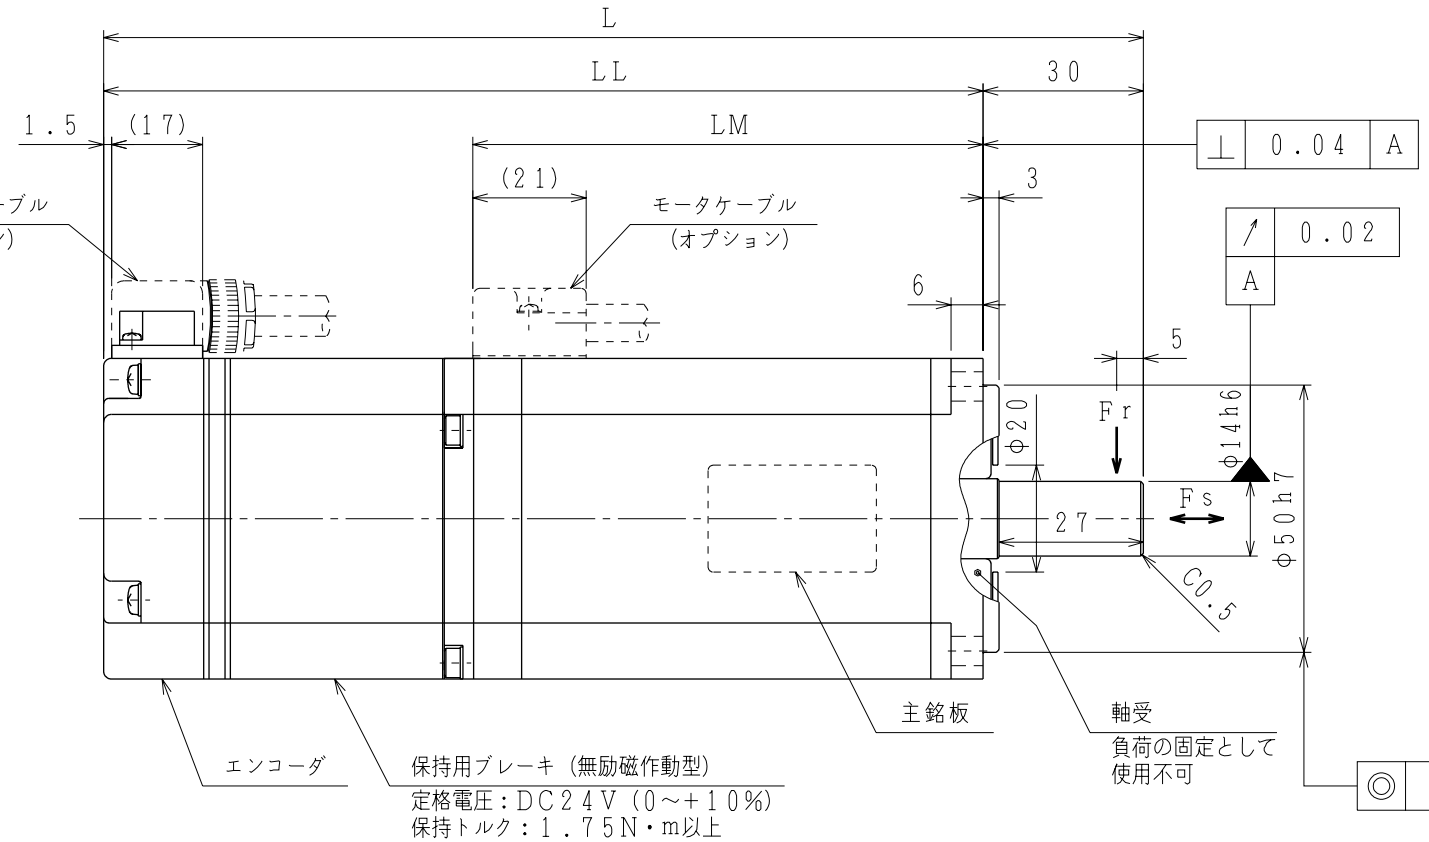 L
LL
30
1.5
(17)
LM
⊥ 0.04 A
(21)
3
ーブル
ン)
モータケーブル
(オプション)
↗ 0.02
A
6
5
Fr
φ20
φ14h6
φ50h7
Fs
27
C0.5
主銘板
軸受
負荷の固定として
使用不可
エンコーダ
保持用ブレーキ (無励磁作動型)
定格電圧:DC24V (0~+10%)
保持トルク:1.75N・m以上
◎